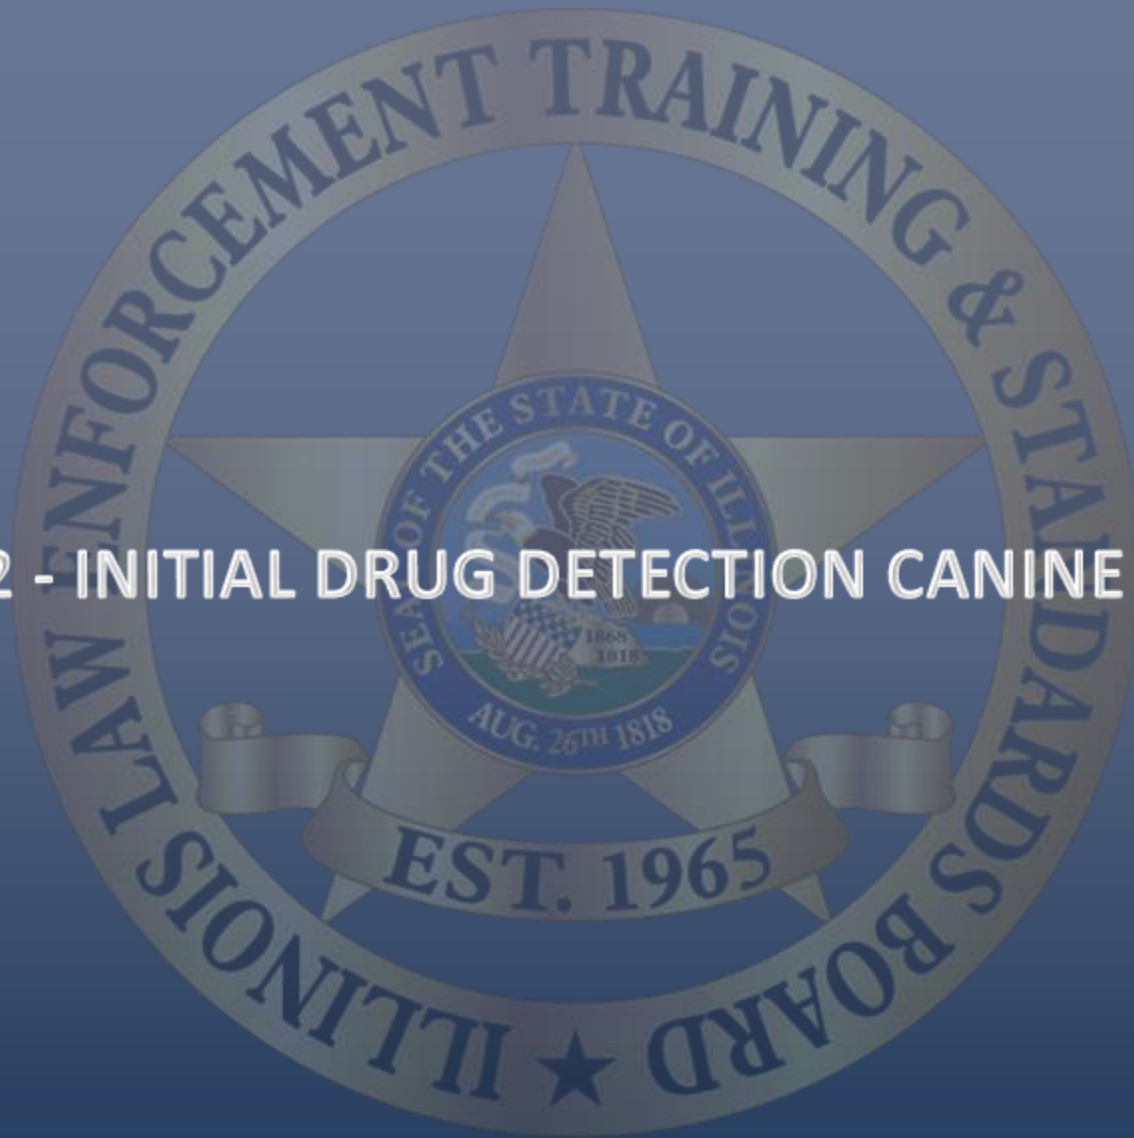 ILLINOIS LAW ENFORCEMENT TRAINING & STANDARDS BOARD
SEAL OF THE STATE OF ILLINOIS
2 - INITIAL DRUG DETECTION CANINE
1868
1818
AUG. 26TH 1818
EST. 1965